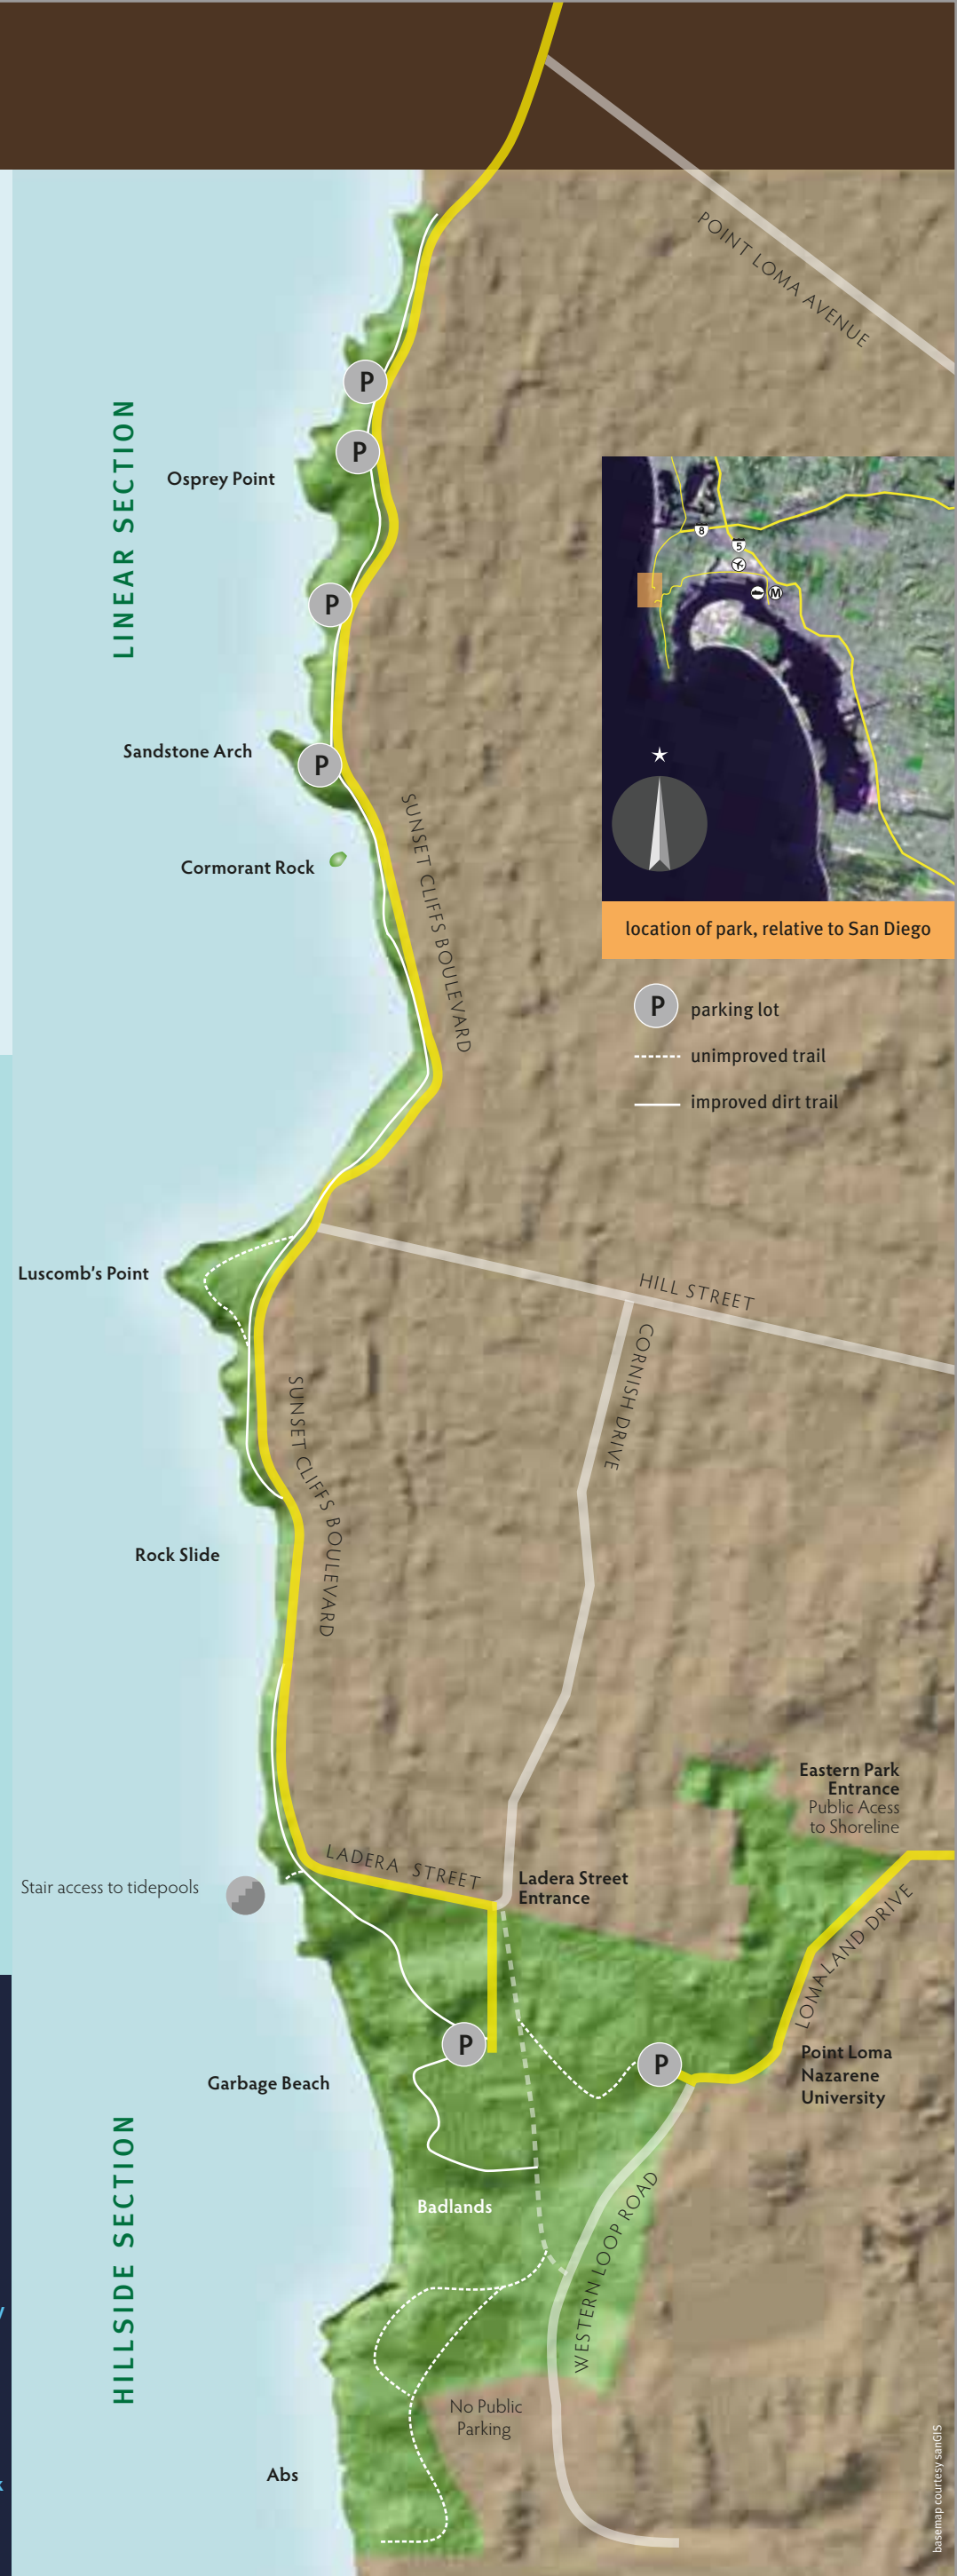 POINT LOMA AVENUE
LINEAR SECTION
P
P
Osprey Point
8
5
P
M
Sandstone Arch
P
SUNSET CLIFFS BOULEVARD
Cormorant Rock
location of park, relative to San Diego
P parking lot
unimproved trail
improved dirt trail
Luscomb's Point
HILL STREET
CORNISH DRIVE
SUNSET CLIFFS BOULEVARD
Rock Slide
Eastern Park
Entrance
Public Acess
to Shoreline
LADERA STREET
Ladera Street
Entrance
Stair access to tidepools
LOMALAND DRIVE
P
P
Point Loma
Nazarene
University
Garbage Beach
HILLSIDE SECTION
Badlands
WESTERN LOOP ROAD
No Public
Parking
Abs
basemap courtesy sanGIS